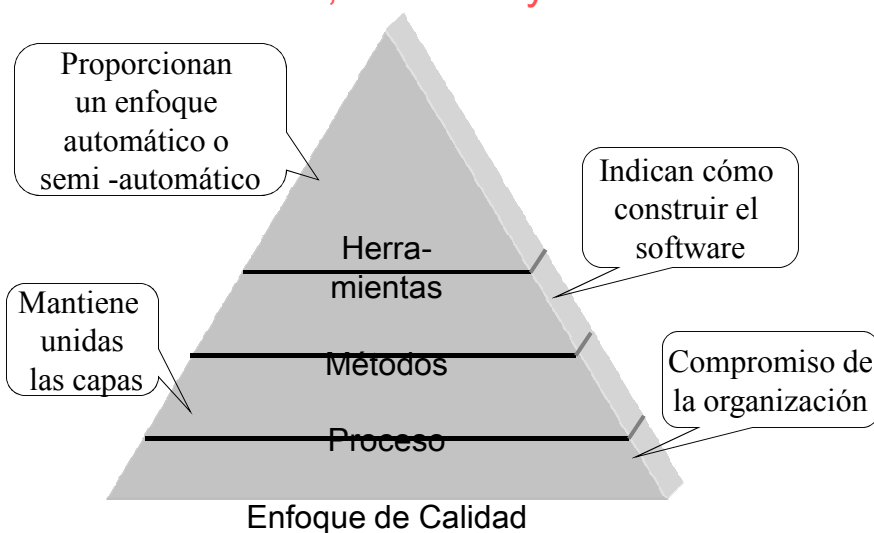 Proporcionan
un enfoque
automático o
semi -automático
Indican cómo
construir el
software
Herra-
mientas
Mantiene
unidas
las capas
Métodos
Compromiso de
la organización
Proceso
Enfoque de Calidad